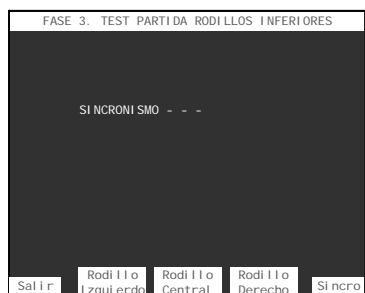 FASE 3. TEST PARTIDA RODILLOS INFERIORES
SINCRONISMO - - -
Rodillo Rodillo Rodillo
Salir Izquierdo Central Derecho Sincro